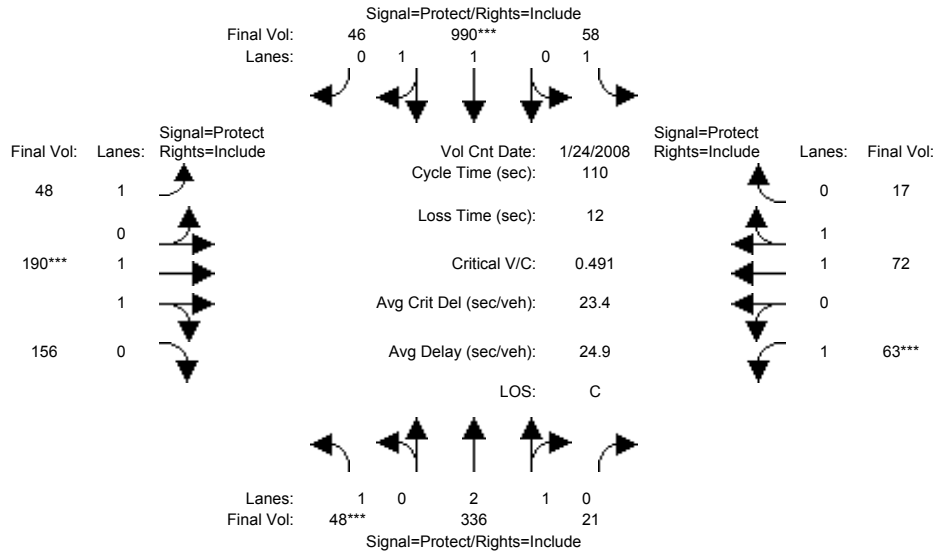 Signal=Protect/Rights=Include
Final Vol: 46 990*** 58
Lanes: 0 1 1 0 1
Signal=Protect Signal=Protect
Final Vol: Lanes: Rights=Include Vol Cnt Date: 1/24/2008 Rights=Include Lanes: Final Vol:
Cycle Time (sec): 110
48 1 0 17
Loss Time (sec): 12
0 1
190*** 1 Critical V/C: 0.491 1 72
1 Avg Crit Del (sec/veh): 23.4 0
156 0 Avg Delay (sec/veh): 24.9 1 63***
LOS: C
Lanes: 1 0 2 1 0
Final Vol: 48*** 336 21
Signal=Protect/Rights=Include